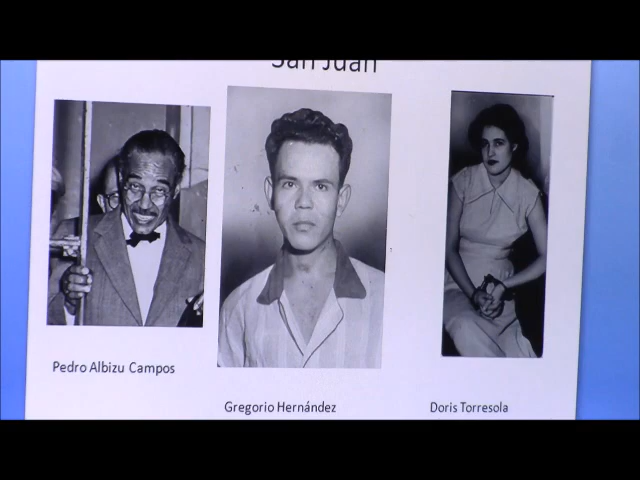 San Juan
Pedro Albizu Campos
Gregorio Hernández
Doris Torresola